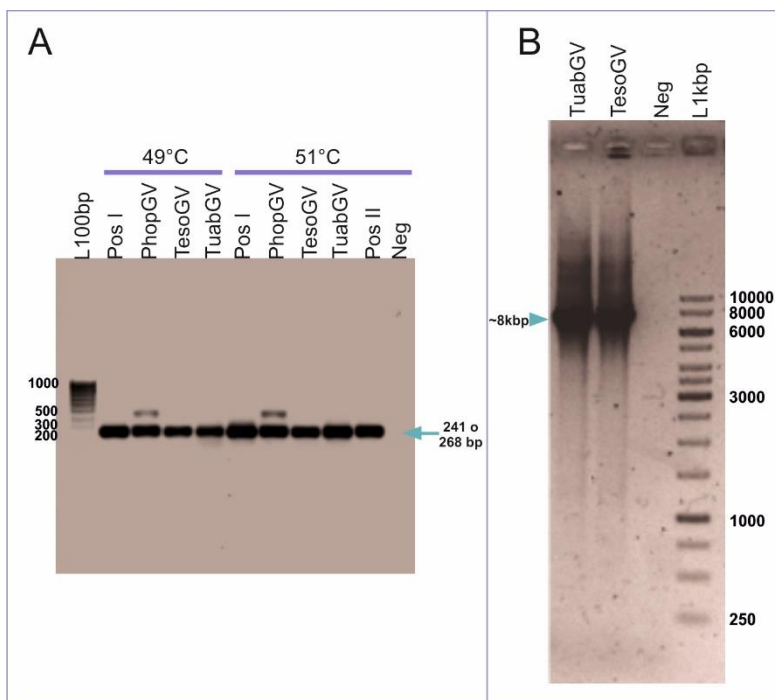 A
49°C 51°C
L100bp
Pos I
PhopGV
TesoGV
TuabGV
Pos I
PhopGV
TesoGV
TuabGV
Pos II
Neg
1000
500
300
200
241 o
268 bp
B
TuabGV
TesoGV
Neg
L1kbp
~8kbp
10000
8000
6000
3000
1000
250